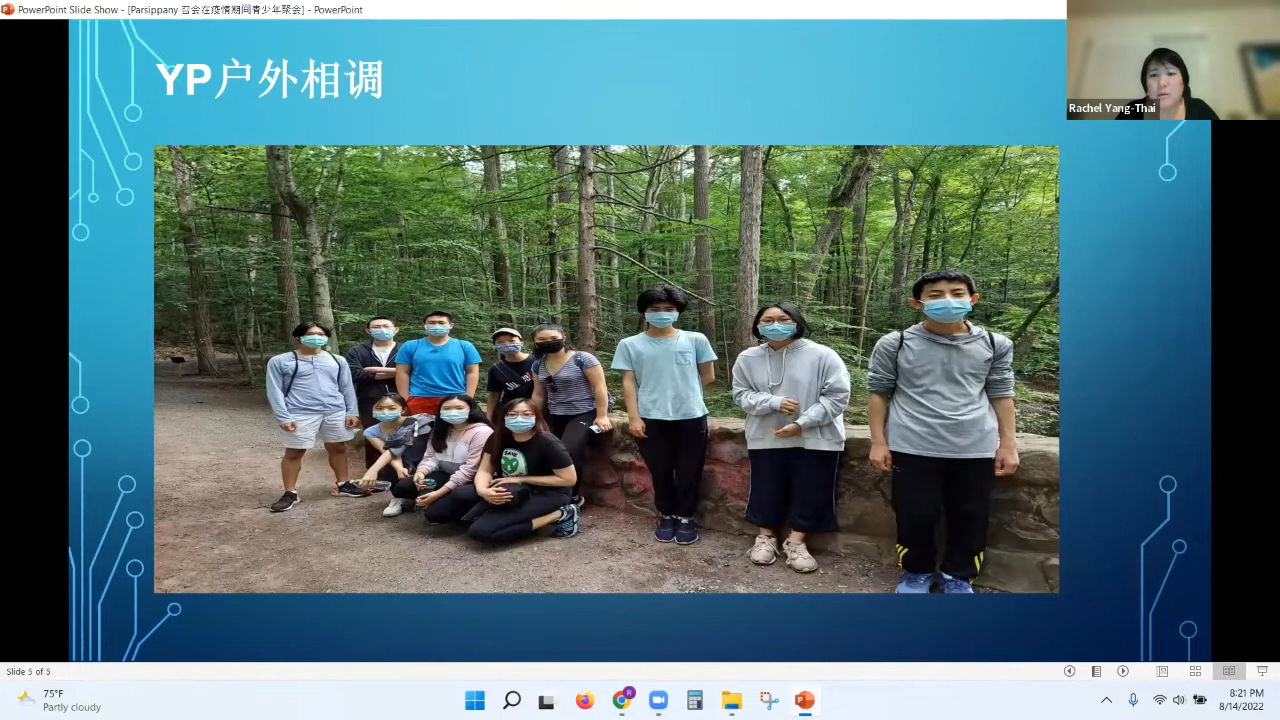 PowerPoint Slide Show - [Parsippany 召会在疫情期间青少年聚会] - PowerPoint
YP户外相调
Rachel Yang-Thai
SAVE
Slide 5 of 5
75°F
Partly cloudy
R
8:21 PM
8/14/2022